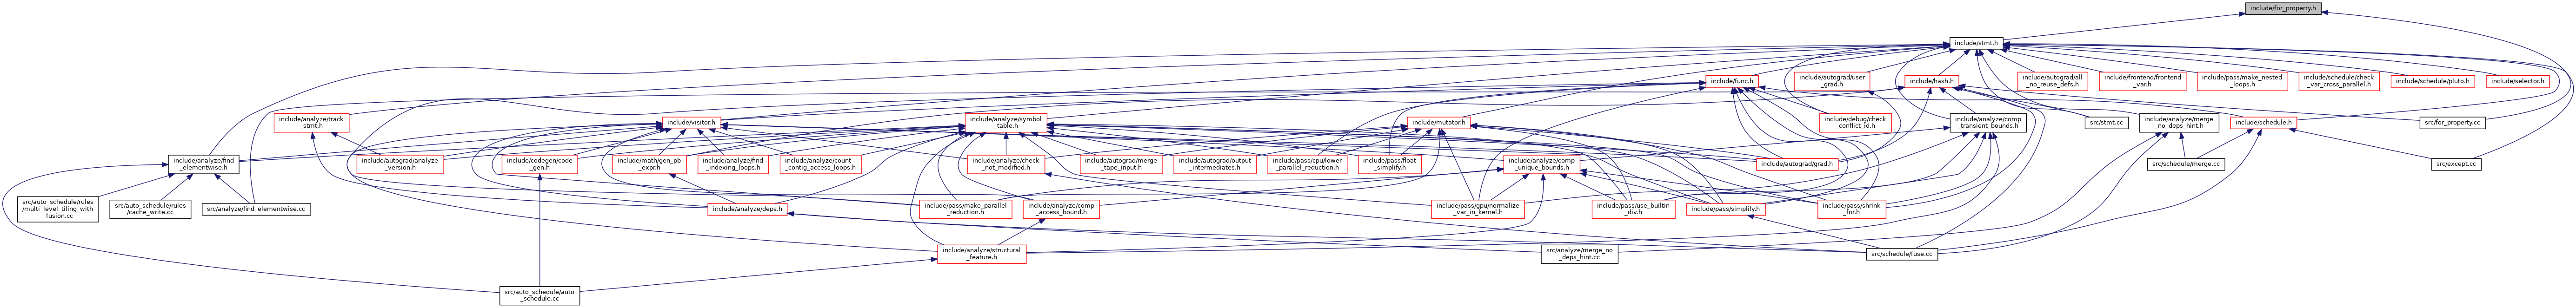 include/for_property.h
include/stmt.h
include/func.h
include/autograd/user
_grad.h
include/hash.h
include/autograd/all
_no_reuse_defs.h
include/frontend/frontend
_var.h
include/pass/make_nested
_loops.h
include/schedule/check
_var_cross_parallel.h
include/schedule/pluto.h
include/selector.h
include/analyze/track
_stmt.h
include/visitor.h
include/analyze/symbol
_table.h
include/mutator.h
include/debug/check
_conflict_id.h
include/analyze/comp
_transient_bounds.h
src/stmt.cc
include/analyze/merge
_no_deps_hint.h
include/schedule.h
src/for_property.cc
include/analyze/find
_elementwise.h
include/autograd/analyze
_version.h
include/codegen/code
_gen.h
include/math/gen_pb
_expr.h
include/analyze/find
_indexing_loops.h
include/analyze/count
_contig_access_loops.h
include/analyze/check
_not_modified.h
include/autograd/merge
_tape_input.h
include/autograd/output
_intermediates.h
include/pass/cpu/lower
_parallel_reduction.h
include/pass/float
_simplify.h
include/analyze/comp
_unique_bounds.h
include/autograd/grad.h
src/schedule/merge.cc
src/except.cc
src/auto_schedule/rules
/multi_level_tiling_with
_fusion.cc
src/auto_schedule/rules
/cache_write.cc
src/analyze/find_elementwise.cc
include/analyze/deps.h
include/pass/make_parallel
_reduction.h
include/analyze/comp
_access_bound.h
include/pass/gpu/normalize
_var_in_kernel.h
include/pass/use_builtin
_div.h
include/pass/simplify.h
include/pass/shrink
_for.h
include/analyze/structural
_feature.h
src/analyze/merge_no
_deps_hint.cc
src/schedule/fuse.cc
src/auto_schedule/auto
_schedule.cc